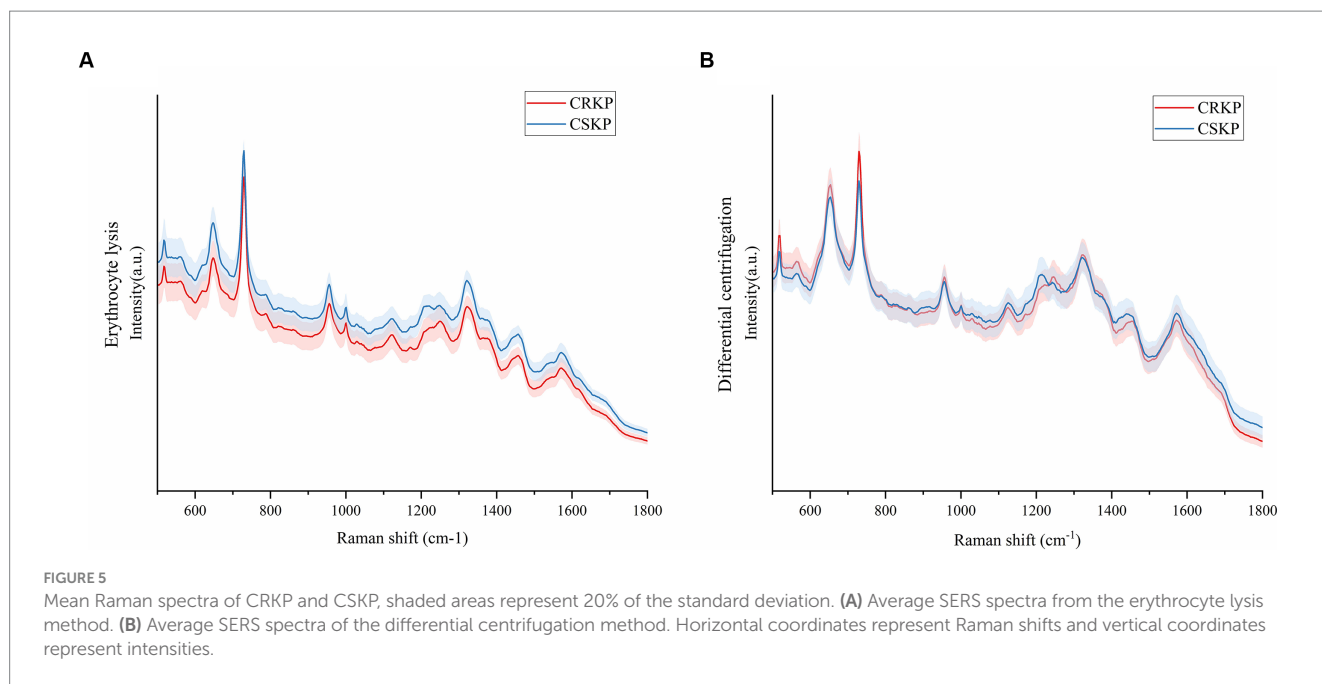 A
B
CRKP
CSKP
CRKP
CSKP
Erythrocyte lysis
Intensity(a.u.)
Differential centrifugation
Intensity(a.u.)
600 800 1000 1200 1400 1600 1800
600 800 1000 1200 1400 1600 1800
Raman shift (cm-1)
Raman shift (cm⁻¹)
FIGURE 5
Mean Raman spectra of CRKP and CSKP, shaded areas represent 20% of the standard deviation. (A) Average SERS spectra from the erythrocyte lysis
method. (B) Average SERS spectra of the differential centrifugation method. Horizontal coordinates represent Raman shifts and vertical coordinates
represent intensities.